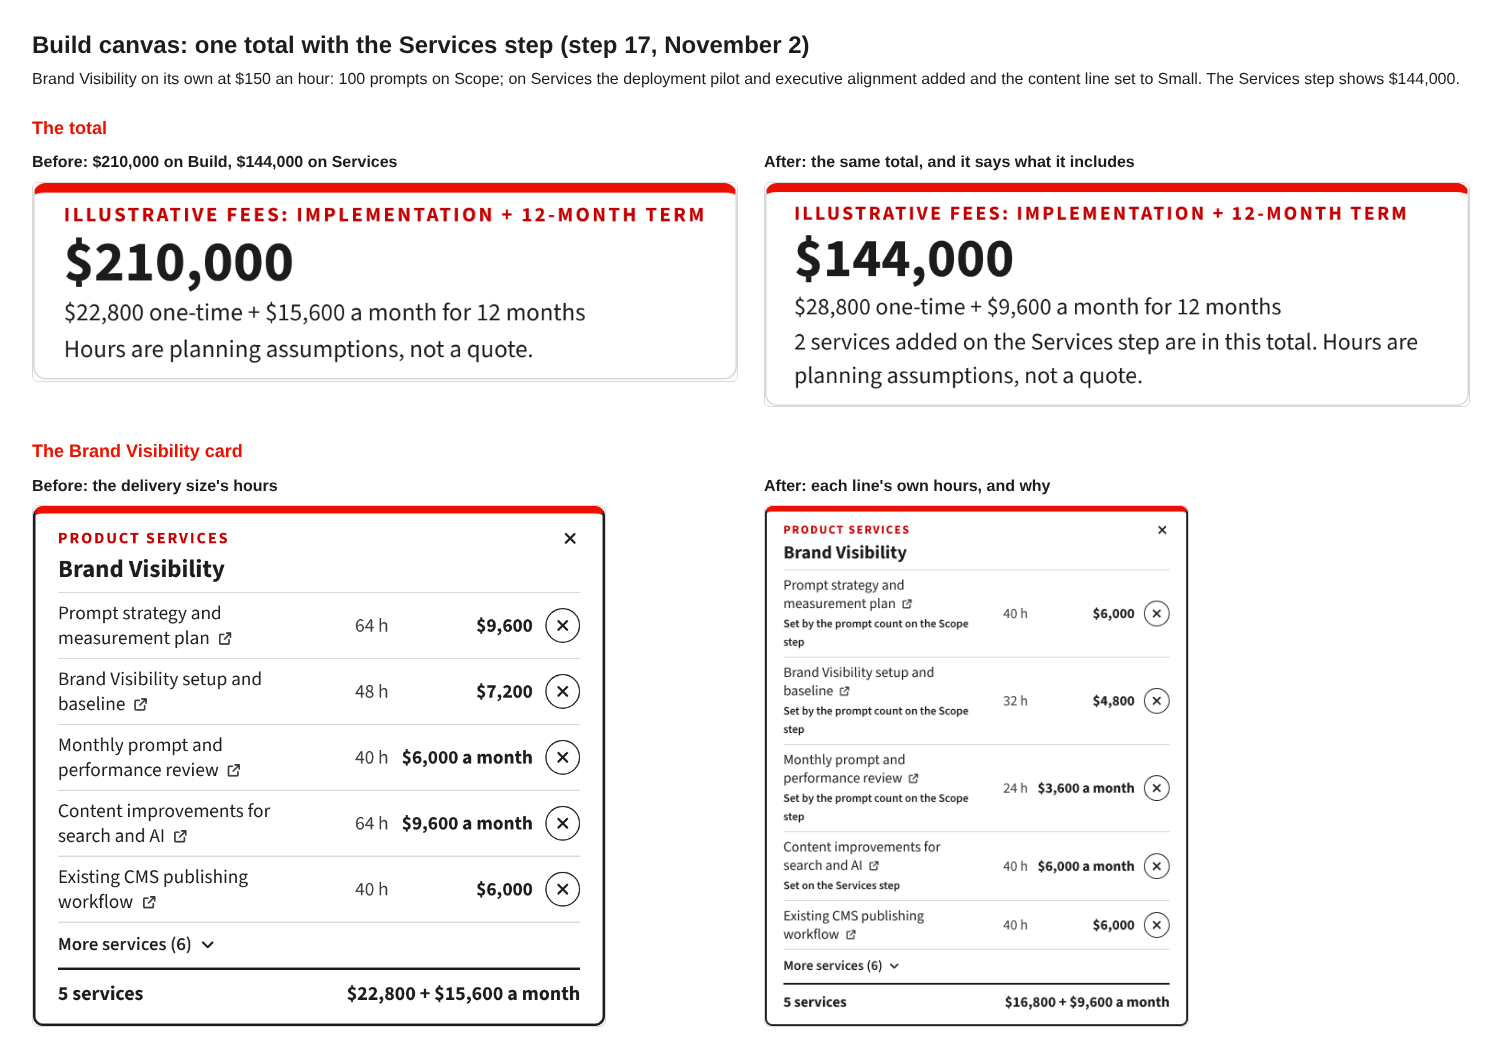 Build canvas: one total with the Services step (step 17, November 2)
Brand Visibility on its own at $150 an hour: 100 prompts on Scope; on Services the deployment pilot and executive alignment added and the content line set to Small. The Services step shows $144,000.
The total
Before: $210,000 on Build, $144,000 on Services
ILLUSTRATIVE FEES: IMPLEMENTATION + 12-MONTH TERM
$210,000
$22,800 one-time + $15,600 a month for 12 months
Hours are planning assumptions, not a quote.
After: the same total, and it says what it includes
ILLUSTRATIVE FEES: IMPLEMENTATION + 12-MONTH TERM
$144,000
$28,800 one-time + $9,600 a month for 12 months
2 services added on the Services step are in this total. Hours are
planning assumptions, not a quote.
The Brand Visibility card
Before: the delivery size's hours
PRODUCT SERVICES
Brand Visibility
Prompt strategy and
measurement plan
64 h $9,600
Brand Visibility setup and
baseline
48 h $7,200
Monthly prompt and
performance review
40 h $6,000 a month
Content improvements for
search and AI
64 h $9,600 a month
Existing CMS publishing
workflow
40 h $6,000
More services (6)
5 services $22,800 + $15,600 a month
After: each line's own hours, and why
PRODUCT SERVICES
Brand Visibility
Prompt strategy and
measurement plan
Set by the prompt count on the Scope
step
40 h $6,000
Brand Visibility setup and
baseline
Set by the prompt count on the Scope
step
32 h $4,800
Monthly prompt and
performance review
Set by the prompt count on the Scope
step
24 h $3,600 a month
Content improvements for
search and AI
Set on the Services step
40 h $6,000 a month
Existing CMS publishing
workflow
40 h $6,000
More services (6)
5 services $16,800 + $9,600 a month